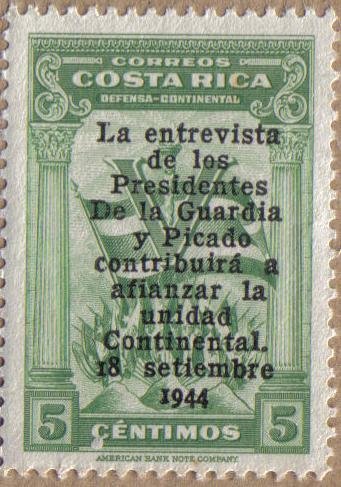 CORREOS
COSTA RICA
DEFENSA-CONTINENTAL
La entrevista
de los
Presidentes
De la Guardia
y Picado
contribuirá a
afianzar la
unidad
Continental.
18 setiembre
1944
5 CÉNTIMOS 5
AMERICAN BANK NOTE COMPANY.